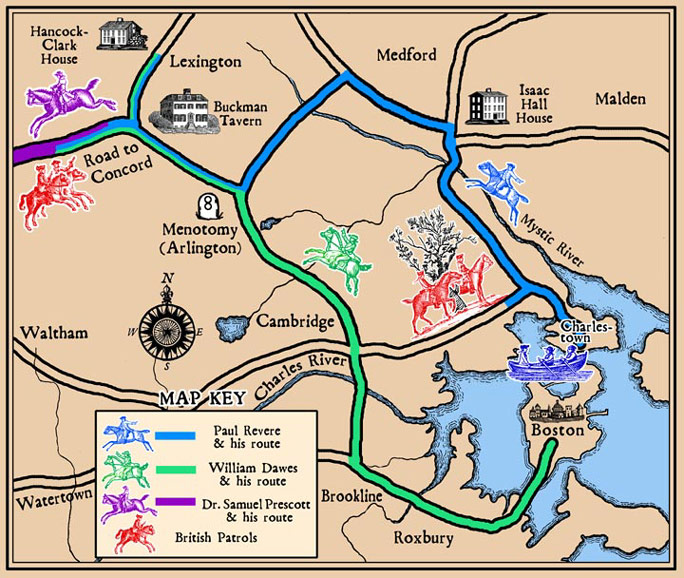 Hancock-
Clark
House
Lexington
Medford
Buckman
Tavern
Isaac
Hall
House
Malden
Road to
Concord
8
Menotomy
(Arlington)
Mystic River
N
W
E
S
Waltham
Cambridge
Charles River
Charles-
town
Boston
MAP KEY
Paul Revere
& his route
William Dawes
& his route
Dr. Samuel Prescott
& his route
British Patrols
Watertown
Brookline
Roxbury